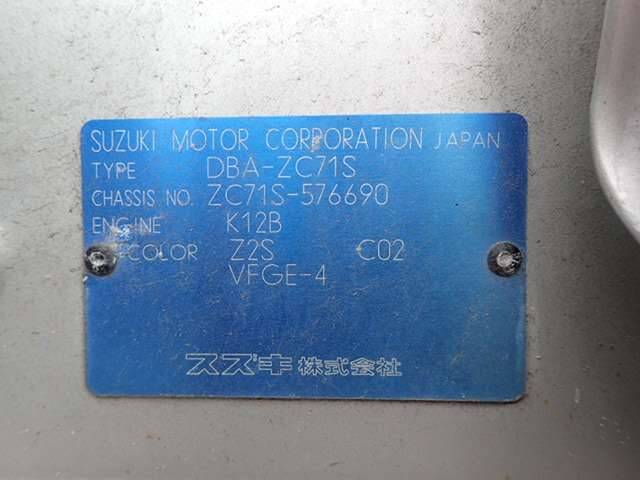 SUZUKI MOTOR CORPORATION JAPAN
TYPE DBA-ZC71S
CHASSIS NO. ZC71S-576690
ENGINE K12B
COLOR Z2S C02
VFGE-4
スズキ株式会社